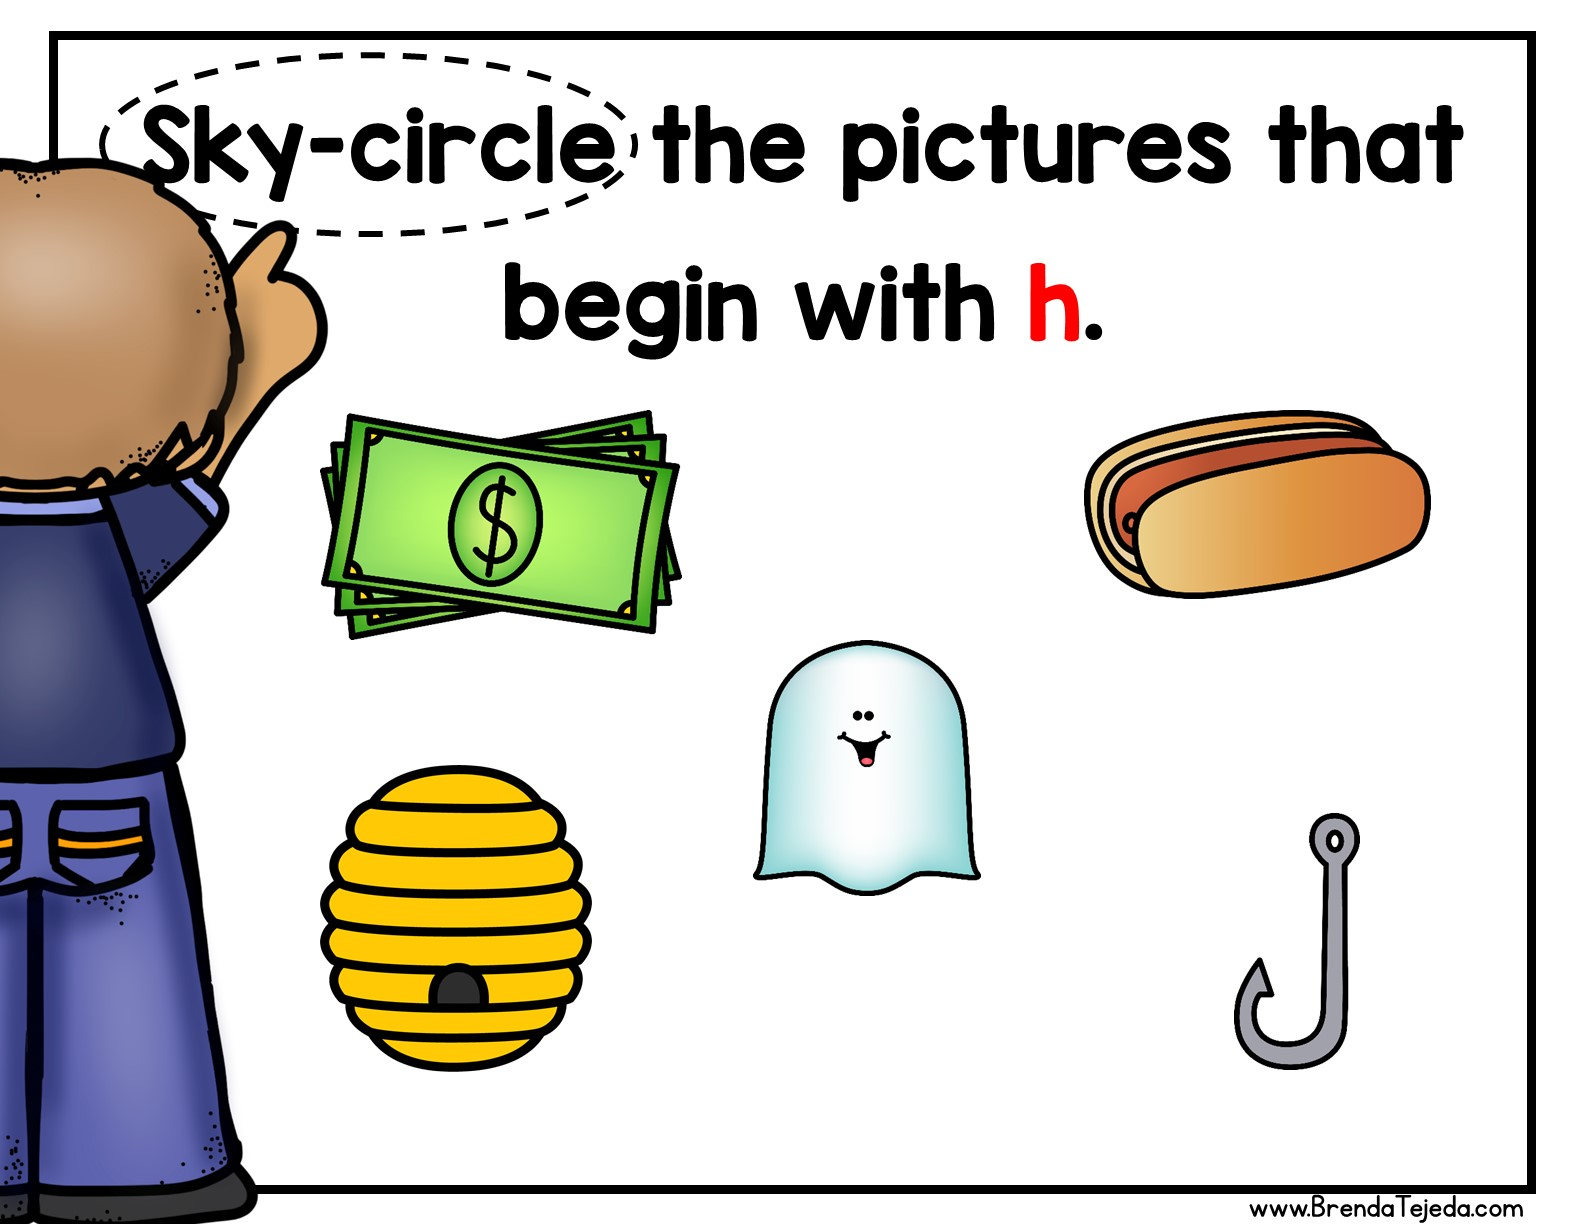 Sky-circle the pictures that
begin with h.
$
www.BrendaTejeda.com